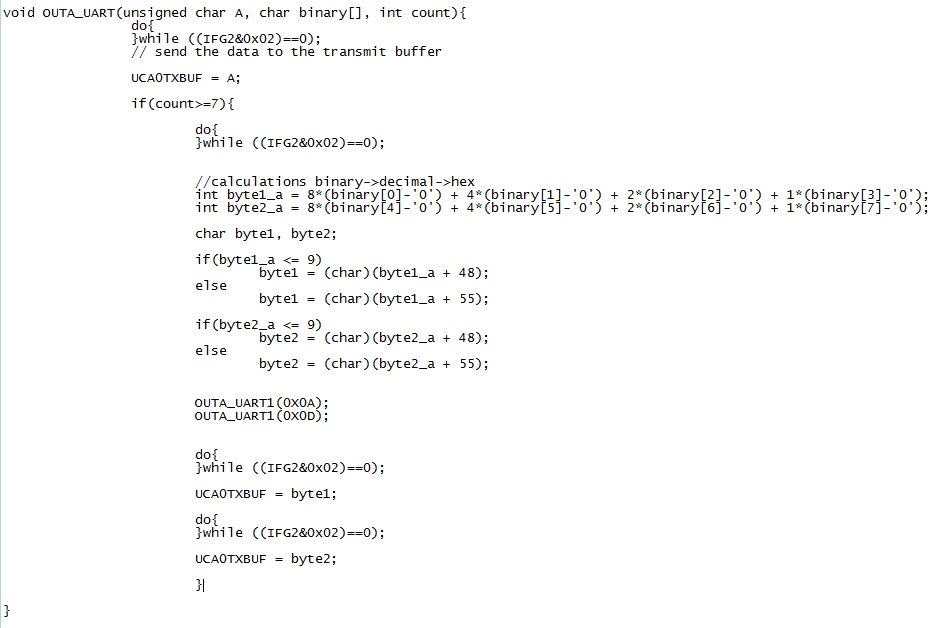 void OUTA_UART(unsigned char A, char binary[], int count){
do{
}while ((IFG2&0x02)==0);
// send the data to the transmit buffer
UCA0TXBUF = A;
if(count>=7){
do{
}while ((IFG2&0x02)==0);
//calculations binary->decimal->hex
int byte1_a = 8*(binary[0]-'0') + 4*(binary[1]-'0') + 2*(binary[2]-'0') + 1*(binary[3]-'0');
int byte2_a = 8*(binary[4]-'0') + 4*(binary[5]-'0') + 2*(binary[6]-'0') + 1*(binary[7]-'0');
char byte1, byte2;
if(byte1_a <= 9)
byte1 = (char)(byte1_a + 48);
else
byte1 = (char)(byte1_a + 55);
if(byte2_a <= 9)
byte2 = (char)(byte2_a + 48);
else
byte2 = (char)(byte2_a + 55);
OUTA_UART1(0X0A);
OUTA_UART1(0X0D);
do{
}while ((IFG2&0x02)==0);
UCA0TXBUF = byte1;
do{
}while ((IFG2&0x02)==0);
UCA0TXBUF = byte2;
}
}